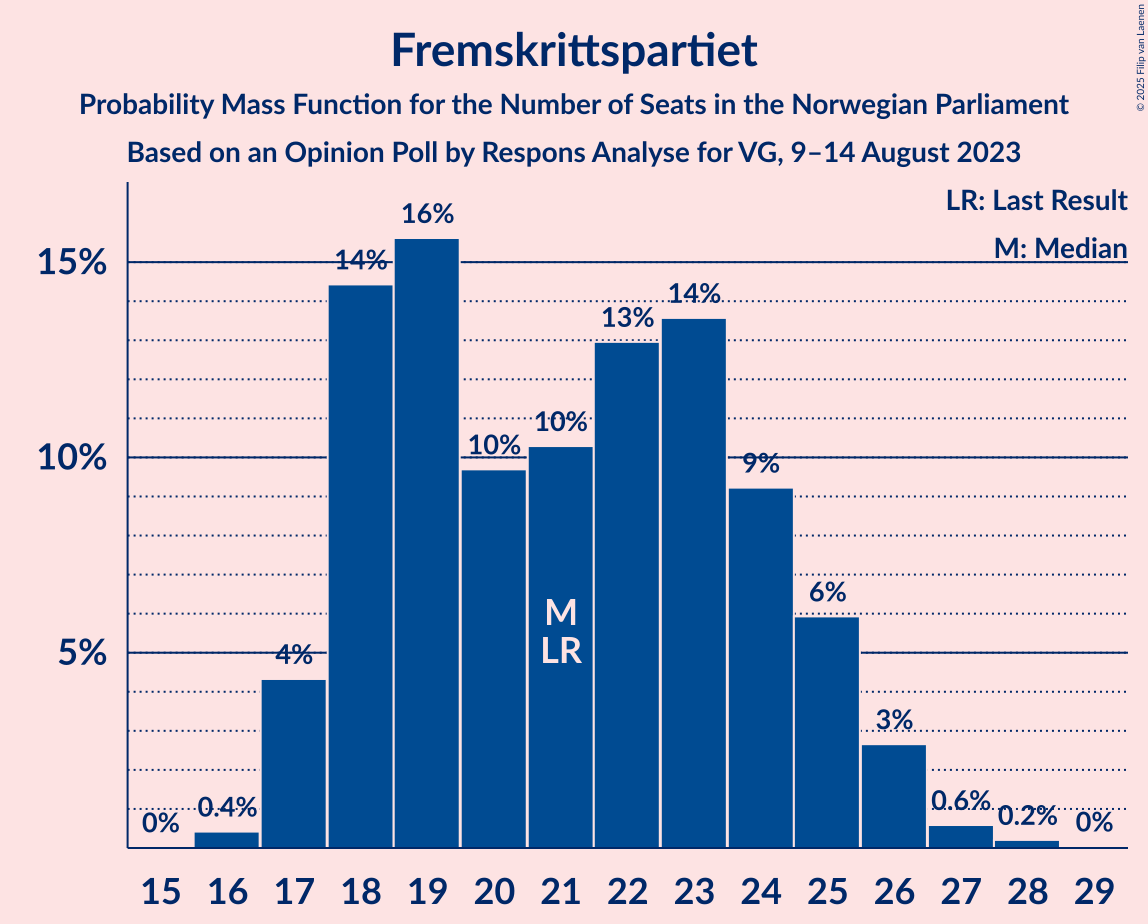 Fremskrittspartiet
Probability Mass Function for the Number of Seats in the Norwegian Parliament
Based on an Opinion Poll by Respons Analyse for VG, 9–14 August 2023
© 2025 Filip van Laenen
LR: Last Result
M: Median
15%
10%
5%
0%
0.4%
4%
14%
16%
10%
10%
13%
14%
9%
6%
3%
0.6%
0.2%
0%
M
LR
15 16 17 18 19 20 21 22 23 24 25 26 27 28 29